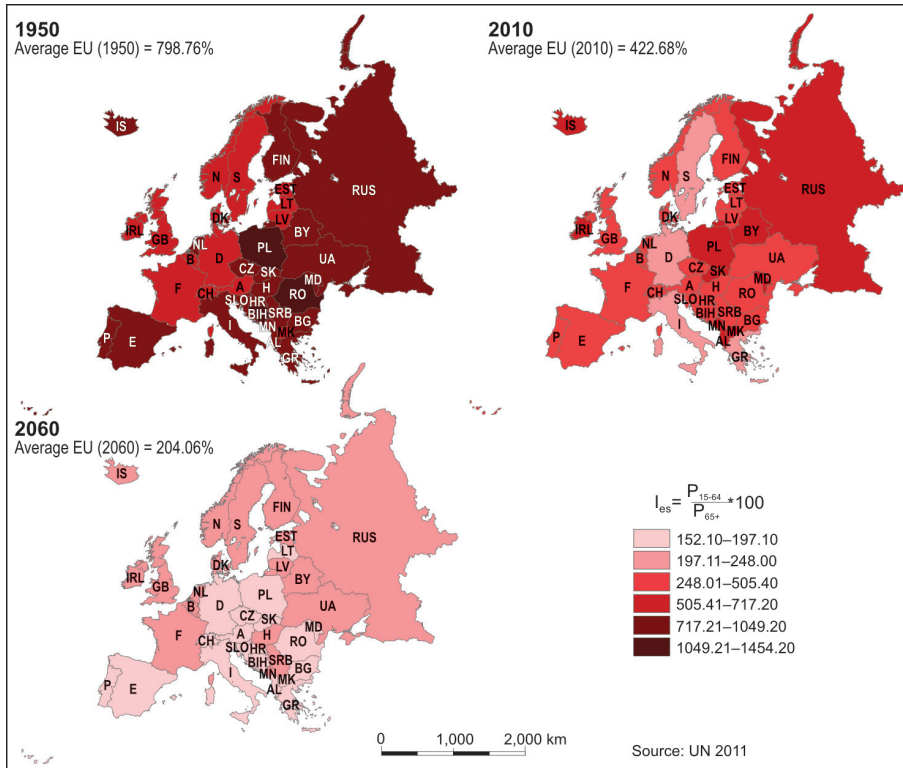 1950
Average EU (1950) = 798.76%
IS
FIN
N
S
RUS
EST
LT
LV
DK
IRL
GB
BY
NL
B
D
PL
CZ
UA
SK
F
CH
A
H
MD
RO
SLO
HR
BIH
SRB
I
MN
BG
MK
AL
P
E
GR
2010
Average EU (2010) = 422.68%
IS
FIN
N
S
RUS
EST
LT
LV
DK
IRL
GB
BY
NL
B
D
PL
CZ
UA
SK
F
CH
A
H
MD
RO
SLO
HR
BIH
SRB
I
MN
BG
MK
AL
P
E
GR
2060
Average EU (2060) = 204.06%
IS
FIN
N
S
RUS
EST
LT
LV
DK
IRL
GB
BY
NL
B
D
PL
CZ
UA
SK
F
CH
A
H
MD
RO
SLO
HR
BIH
SRB
I
MN
BG
MK
AL
P
E
GR
I es = P 15-64 / P 65+ *100
152.10–197.10
197.11–248.00
248.01–505.40
505.41–717.20
717.21–1049.20
1049.21–1454.20
0 1,000 2,000 km
Source: UN 2011